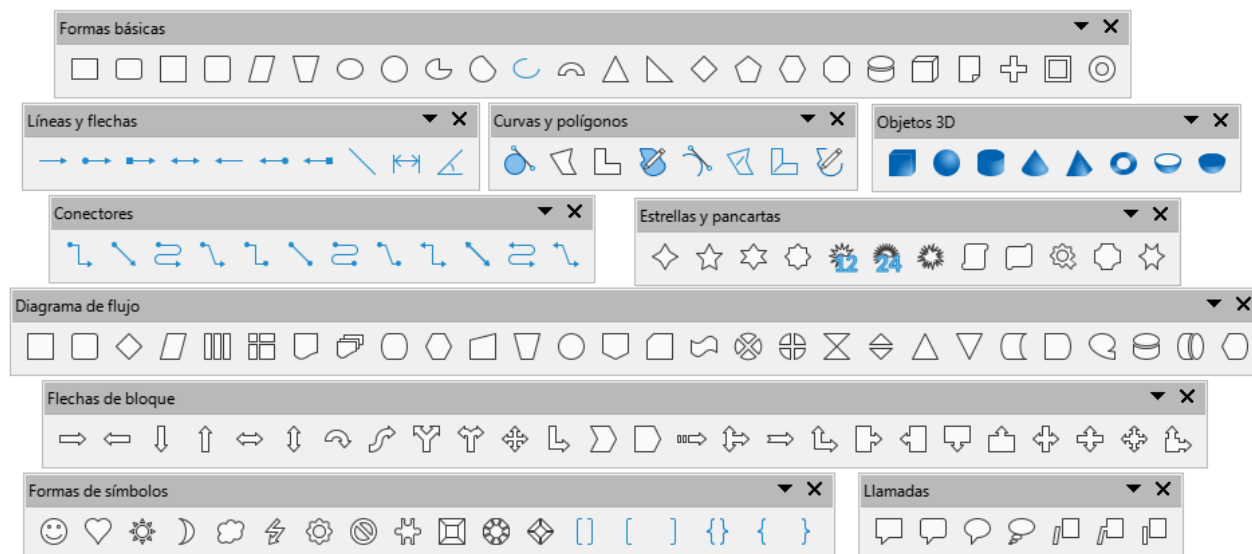 Formas básicas
Líneas y flechas
Curvas y polígonos
Objetos 3D
Conectores
Estrellas y pancartas
12
24
Diagrama de flujo
Flechas de bloque
Formas de símbolos
Llamadas